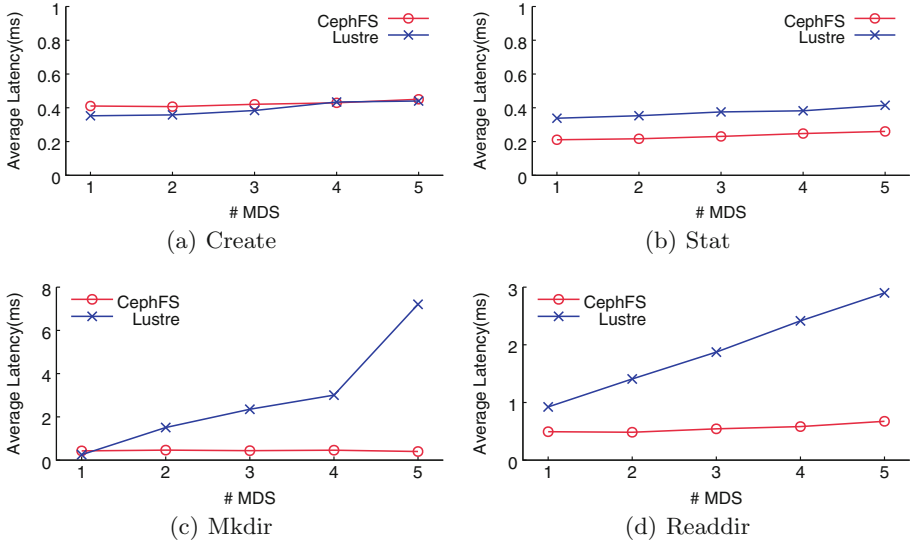 1
0.8
0.6
0.4
0.2
0
Average Latency(ms)
CephFS
Lustre
1 2 3 4 5
# MDS
(a) Create
1
0.8
0.6
0.4
0.2
0
Average Latency(ms)
CephFS
Lustre
1 2 3 4 5
# MDS
(b) Stat
8
6
4
2
0
Average Latency(ms)
CephFS
Lustre
1 2 3 4 5
# MDS
(c) Mkdir
3
2
1
0
Average Latency(ms)
CephFS
Lustre
1 2 3 4 5
# MDS
(d) Readdir